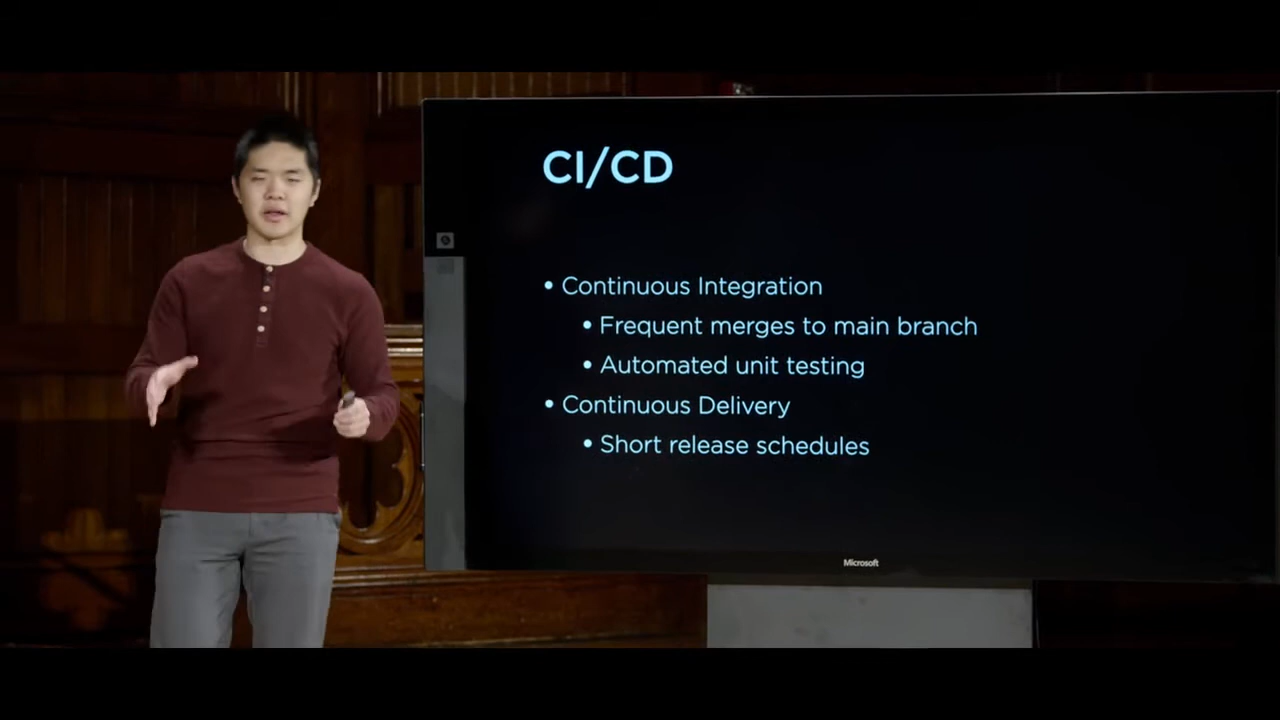 CI/CD
• Continuous Integration
• Frequent merges to main branch
• Automated unit testing
• Continuous Delivery
• Short release schedules
Microsoft